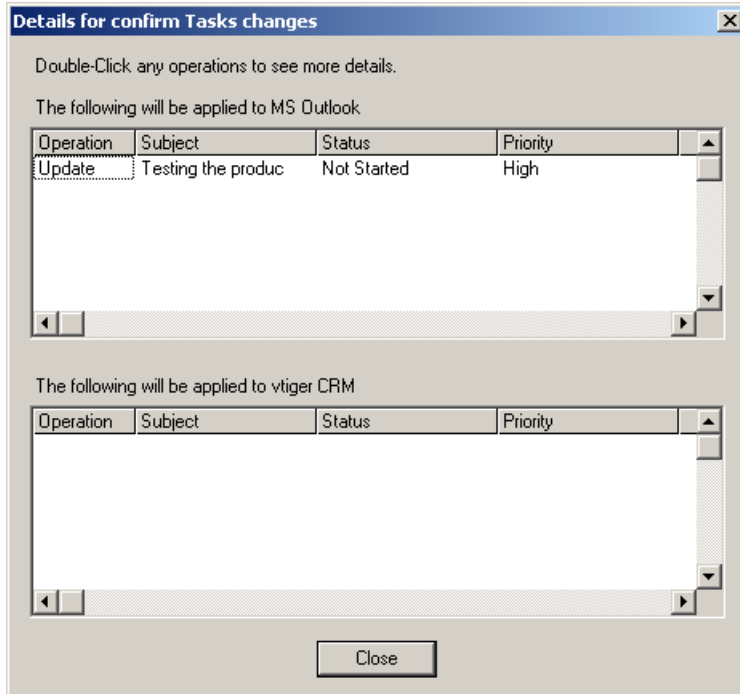 Details for confirm Tasks changes
Double-Click any operations to see more details.
The following will be applied to MS Outlook
Operation Subject Status Priority
Update Testing the produc Not Started High
The following will be applied to vtiger CRM
Operation Subject Status Priority
Close